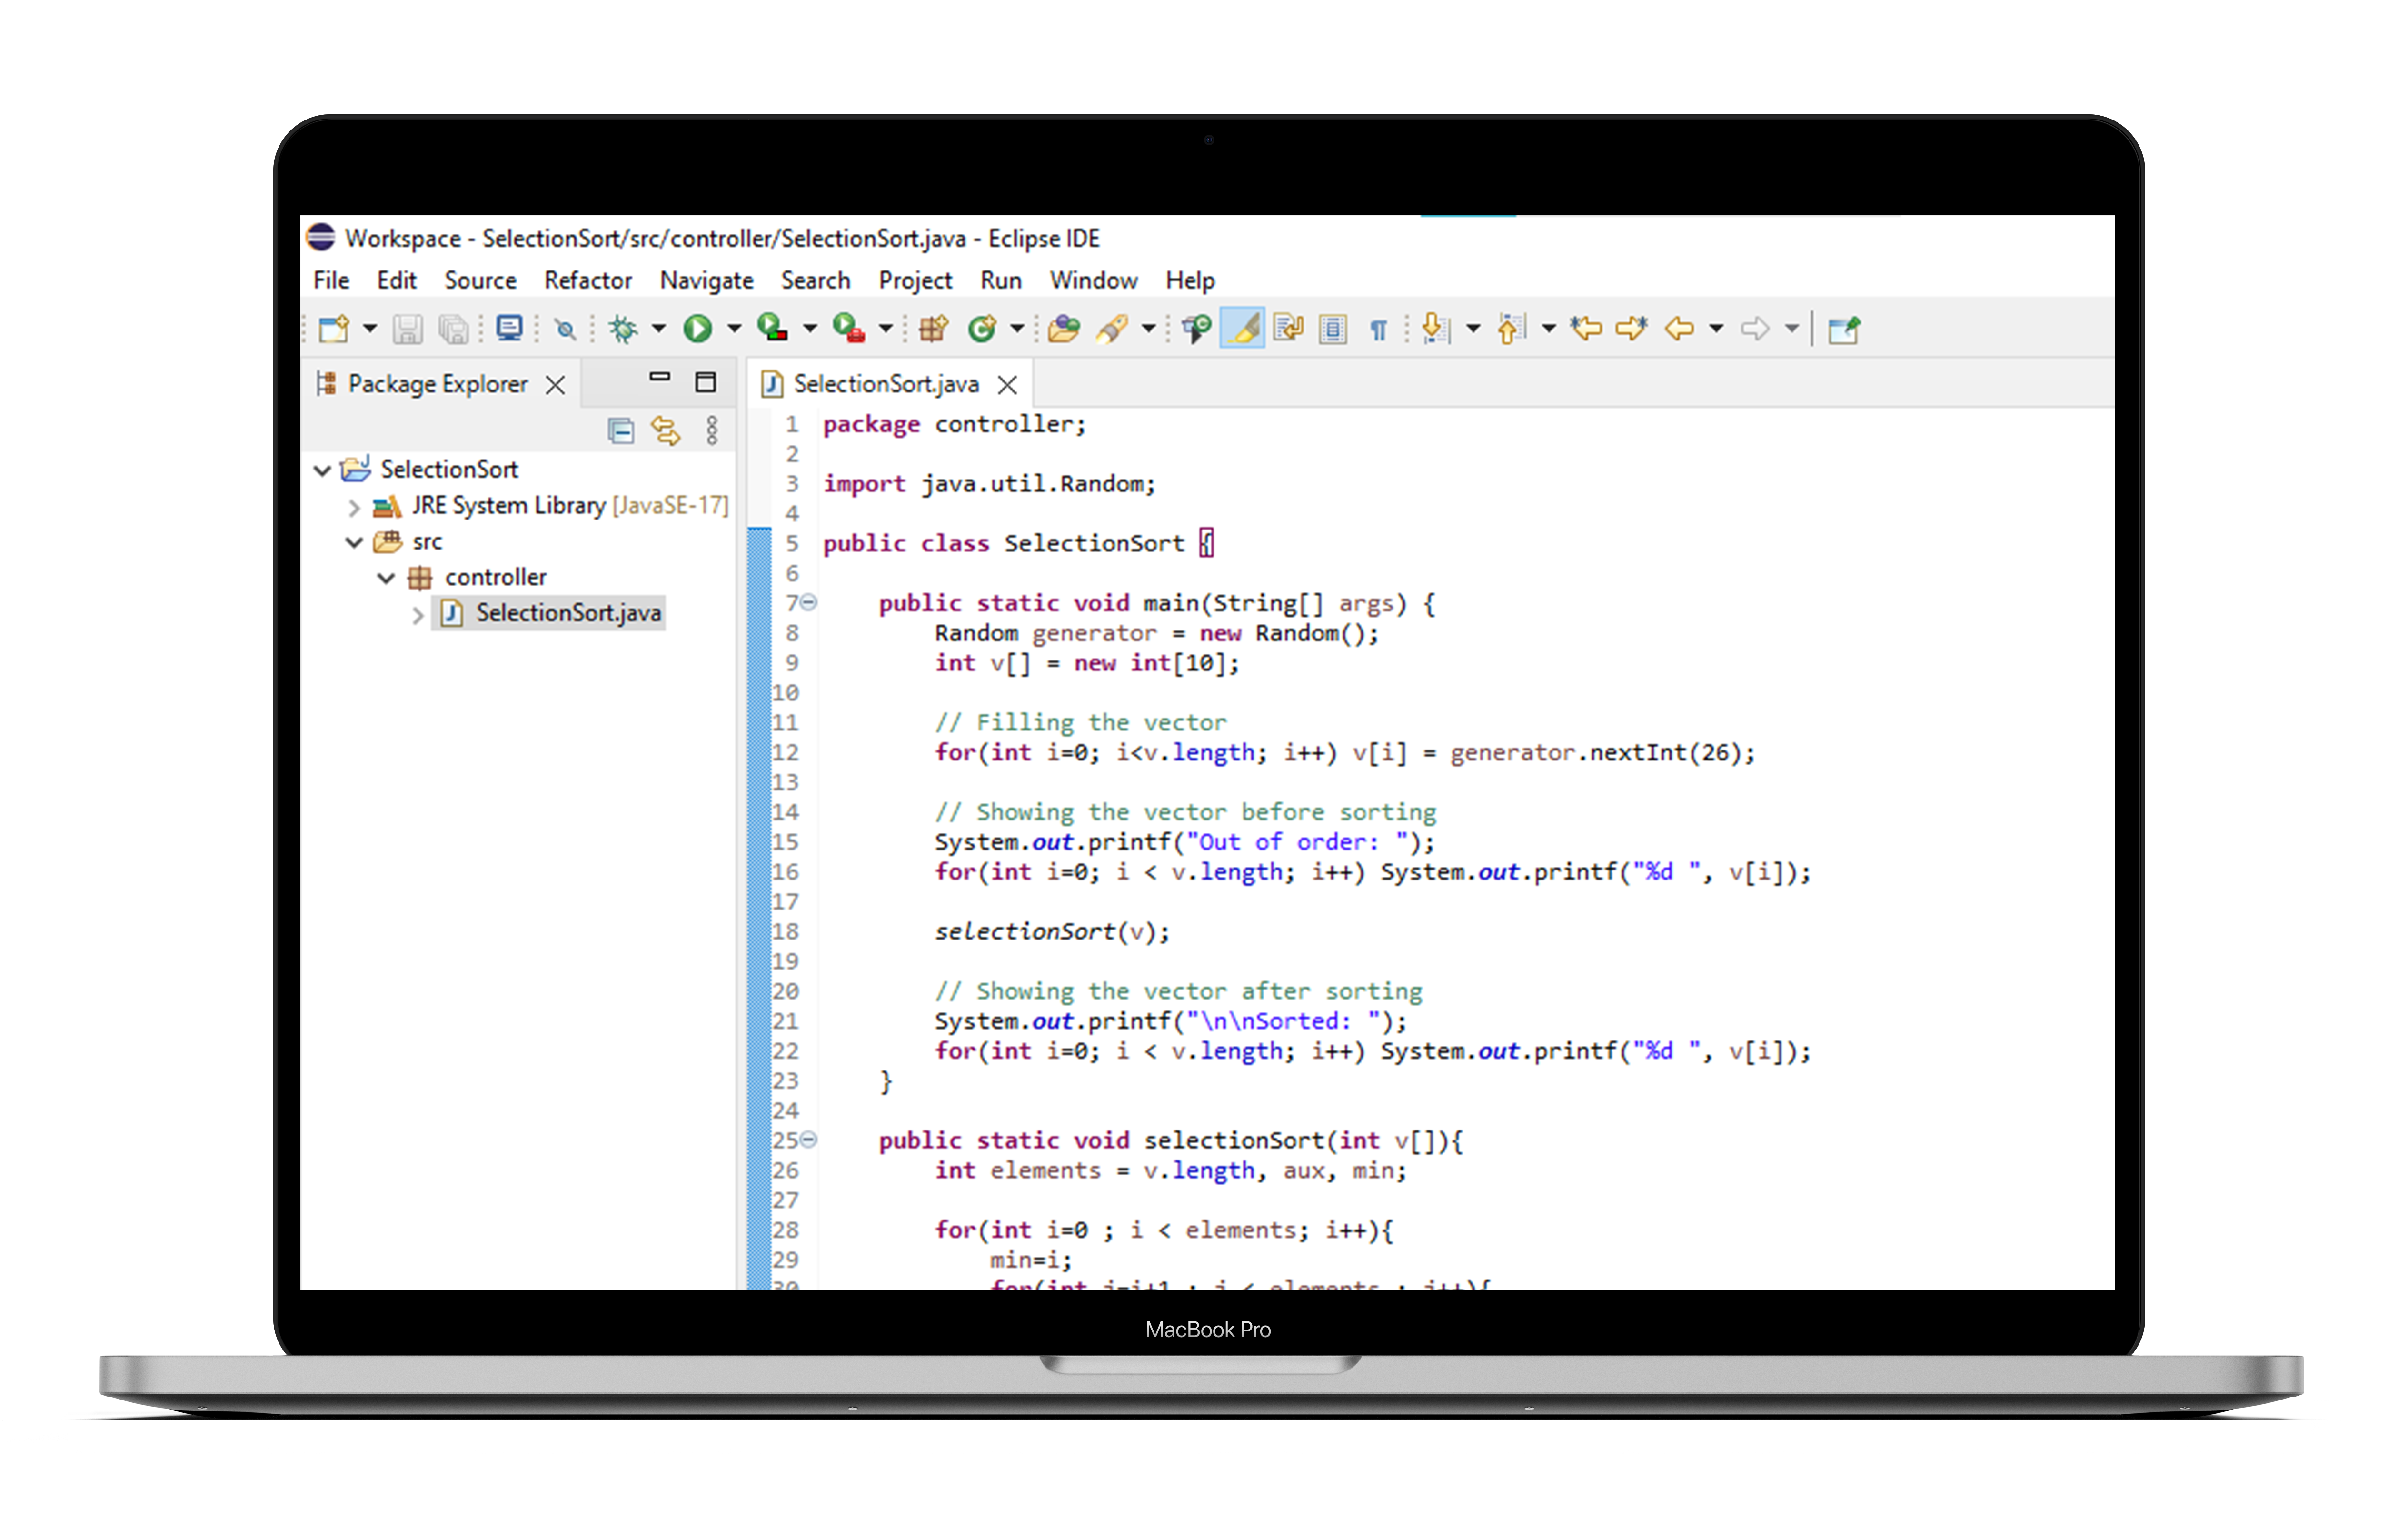 Workspace - SelectionSort/src/controller/SelectionSort.java - Eclipse IDE
File Edit Source Refactor Navigate Search Project Run Window Help
Package Explorer
SelectionSort
JRE System Library [JavaSE-17]
src
controller
SelectionSort.java
SelectionSort.java
1 package controller;
2
3 import java.util.Random;
4
5 public class SelectionSort {
6
7 public static void main(String[] args) {
8 Random generator = new Random();
9 int v[] = new int[10];
10
11 // Filling the vector
12 for(int i=0; i<v.length; i++) v[i] = generator.nextInt(26);
13
14 // Showing the vector before sorting
15 System.out.printf("Out of order: ");
16 for(int i=0; i < v.length; i++) System.out.printf("%d ", v[i]);
17
18 selectionSort(v);
19
20 // Showing the vector after sorting
21 System.out.printf("\n\nSorted: ");
22 for(int i=0; i < v.length; i++) System.out.printf("%d ", v[i]);
23 }
24
25 public static void selectionSort(int v[]){
26 int elements = v.length, aux, min;
27
28 for(int i=0 ; i < elements; i++){
29 min=i;
30 for(int j=i+1 ; j < elements ; j++){
MacBook Pro